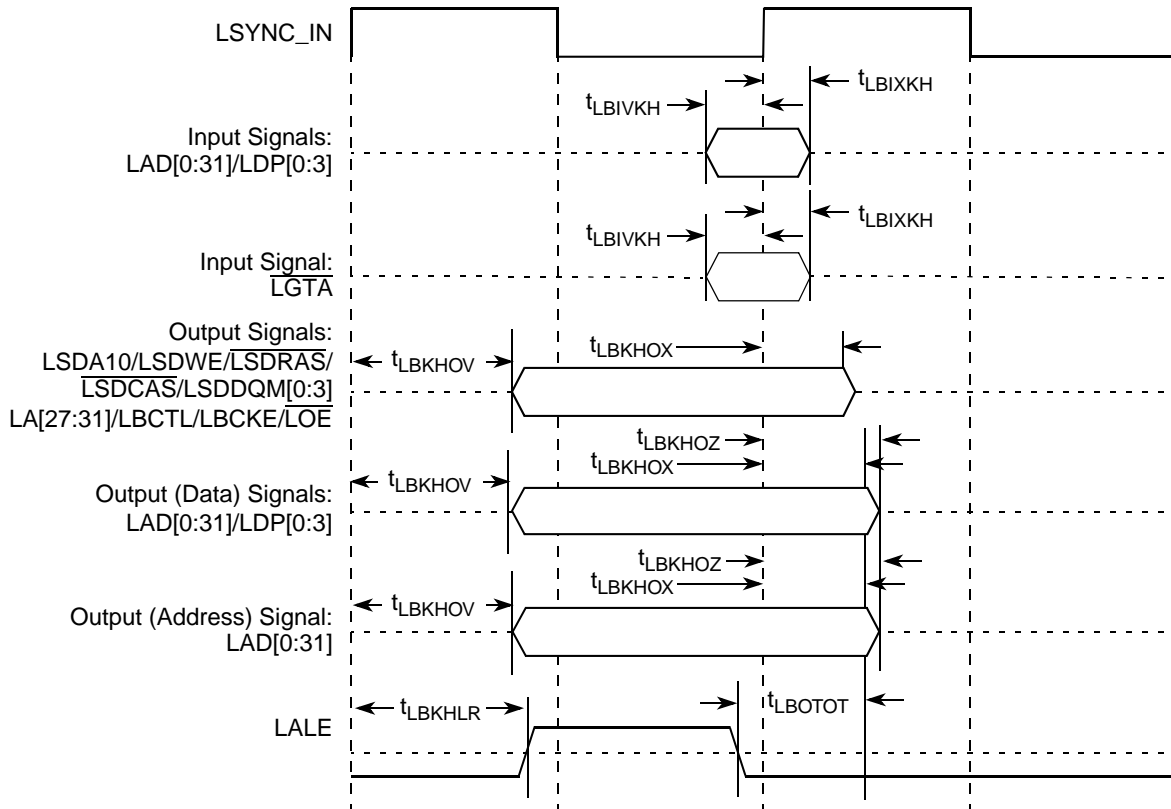 LSYNC_IN
tLBIXKH
tLBIVKH
Input Signals:
LAD[0:31]/LDP[0:3]
tLBIXKH
tLBIVKH
Input Signal:
LGTA
Output Signals:
LSDA10/LSDWE/LSDRAS/
LSDCAS/LSDDQM[0:3]
LA[27:31]/LBCTL/LBCKE/LOE
tLBKHOV
tLBKHOX
tLBKHOZ
tLBKHOX
tLBKHOV
Output (Data) Signals:
LAD[0:31]/LDP[0:3]
tLBKHOZ
tLBKHOX
tLBKHOV
Output (Address) Signal:
LAD[0:31]
tLBKHLR
tLBOTOT
LALE